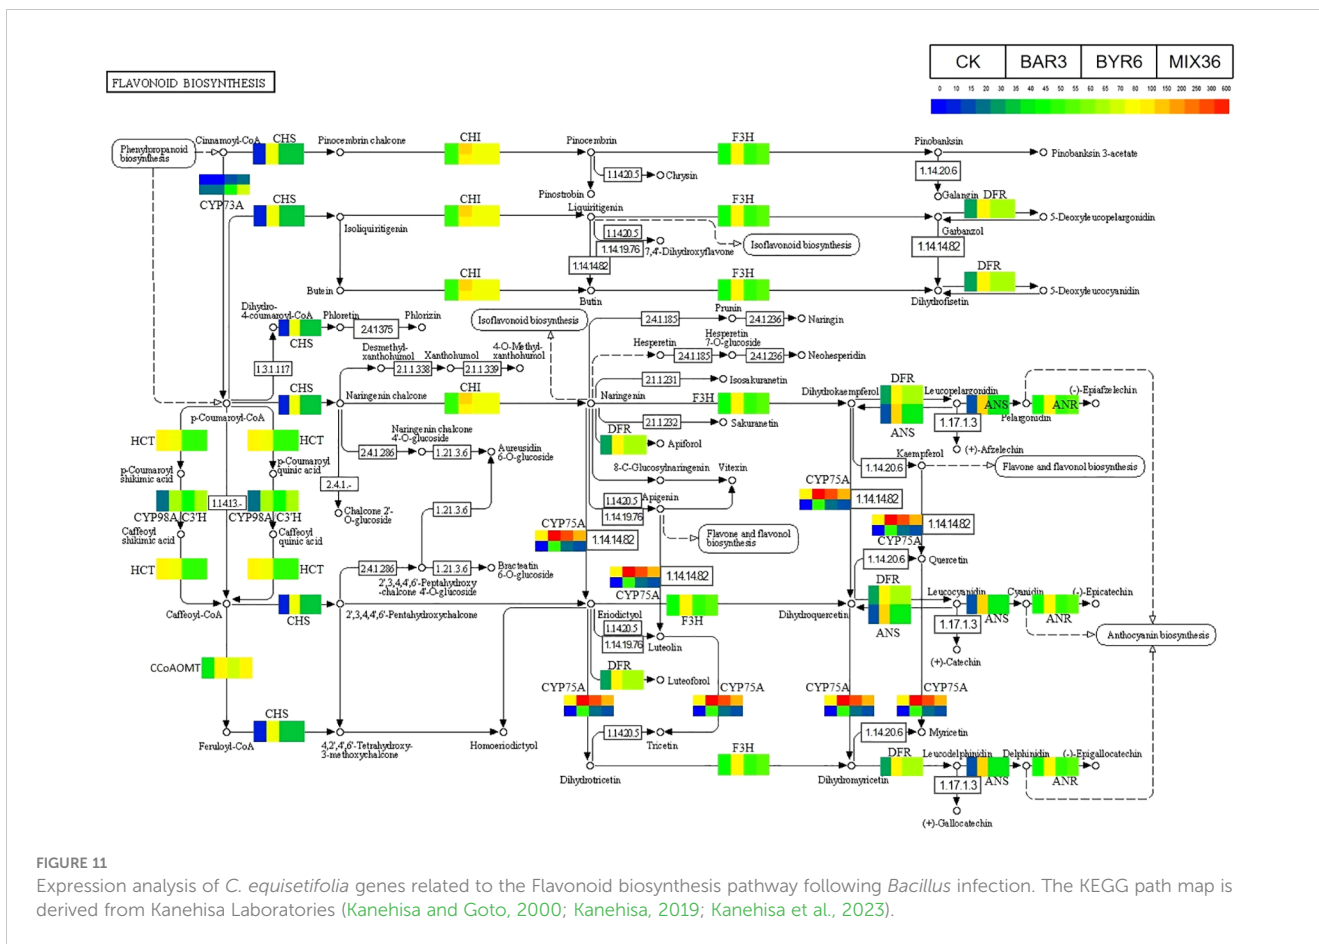 CK BAR3 BYR6 MIX36
0 10 15 20 30 35 40 45 50 55 60 65 70 80 100 150 200 250 300 600
FLAVONOID BIOSYNTHESIS
Phenylpropanoid
biosynthesis
Cinnamoyl-CoA
CHS
Pinocembrin chalcone
CHI
Pinocembrin
F3H
Pinobanksin
Pinobanksin 3-acetate
1.14.20.5
Chrysin
1.14.20.6
Pinostrobin
Galangin
CYP73A
CHS
Isoliquiritigenin
CHI
Liquiritigenin
F3H
DFR
5-Deoxyleucopelargonidin
Garbanzol
1.14.20.5
1.14.19.76
7,4'-Dihydroxyflavone
Isoflavonoid biosynthesis
1.14.14.82
1.14.14.82
DFR
Butein
CHI
Butin
F3H
Dihydrofisetin
5-Deoxyleucocyanidin
Dihydro-
4-coumaroyl-CoA
Phloretin
Phlorizin
CHS
2.4.1.375
Isoflavonoid biosynthesis
2.4.1.185
Prunin
2.4.1.236
Naringin
1.3.1.117
Desmethyl-
xanthohumol
Xanthohumol
4-O-Methyl-
xanthohumol
2.1.1.338
2.1.1.339
Hesperetin
2.4.1.185
Hesperetin
7-O-glucoside
2.4.1.236
Neohesperidin
2.1.1.231
Isosakuranetin
p-Coumaroyl-CoA
CHS
Naringenin chalcone
CHI
Naringenin
F3H
Dihydrokaempferol
DFR
ANS
Leucopelargonidin
ANS
Pelargonidin
ANR
(-)-Epiafzelechin
2.1.1.232
Sakuranetin
1.17.1.3
(+)-Afzelechin
HCT
HCT
Naringenin chalcone
4'-O-glucoside
2.4.1.286
1.21.3.6
Aureusidin
6-O-glucoside
DFR
Apiforol
Kaempferol
1.14.20.6
Flavone and flavonol biosynthesis
p-Coumaroyl
shikimic acid
p-Coumaroyl
quinic acid
8-C-Glucosylnaringenin
Vitexin
2.4.1.-
Chalcone 2'-
O-glucoside
1.14.13.-
CYP98A
C3'H
CYP98A
C3'H
1.21.3.6
1.14.20.5
1.14.19.76
Apigenin
CYP75A
1.14.14.82
CYP75A
1.14.14.82
Caffeoyl
shikimic acid
Caffeoyl
quinic acid
CYP75A
1.14.14.82
Flavone and flavonol
biosynthesis
HCT
HCT
2.4.1.286
1.21.3.6
Bracteatin
6-O-glucoside
2',3,4,4',6'-Peptahydroxy
-chalcone 4'-O-glucoside
CYP75A
1.14.14.82
1.14.20.6
Quercetin
Caffeoyl-CoA
CHS
2',3,4,4',6'-Pentahydroxychalcone
Eriodictyol
F3H
Dihydroquercetin
DFR
ANS
Leucocyanidin
ANS
Cyanidin
ANR
(-)-Epicatechin
Anthocyanin biosynthesis
1.14.20.5
1.14.19.76
Luteolin
1.17.1.3
(+)-Catechin
CCoAOMT
DFR
Luteoforol
CYP75A
CYP75A
CYP75A
CYP75A
Feruloyl-CoA
CHS
4,2',4',6'-Tetrahydroxy-
3-methoxychalcone
Homoeriodictyol
1.14.20.5
Tricetin
1.14.20.6
Myricetin
Dihydrotricetin
F3H
Dihydromyricetin
DFR
Leucodelphinidin
ANS
Delphinidin
ANR
(-)-Epigallocatechin
1.17.1.3
(+)-Gallocatechin
FIGURE 11
Expression analysis of C. equisetifolia genes related to the Flavonoid biosynthesis pathway following Bacillus infection. The KEGG path map is
derived from Kanehisa Laboratories (Kanehisa and Goto, 2000; Kanehisa, 2019; Kanehisa et al., 2023).